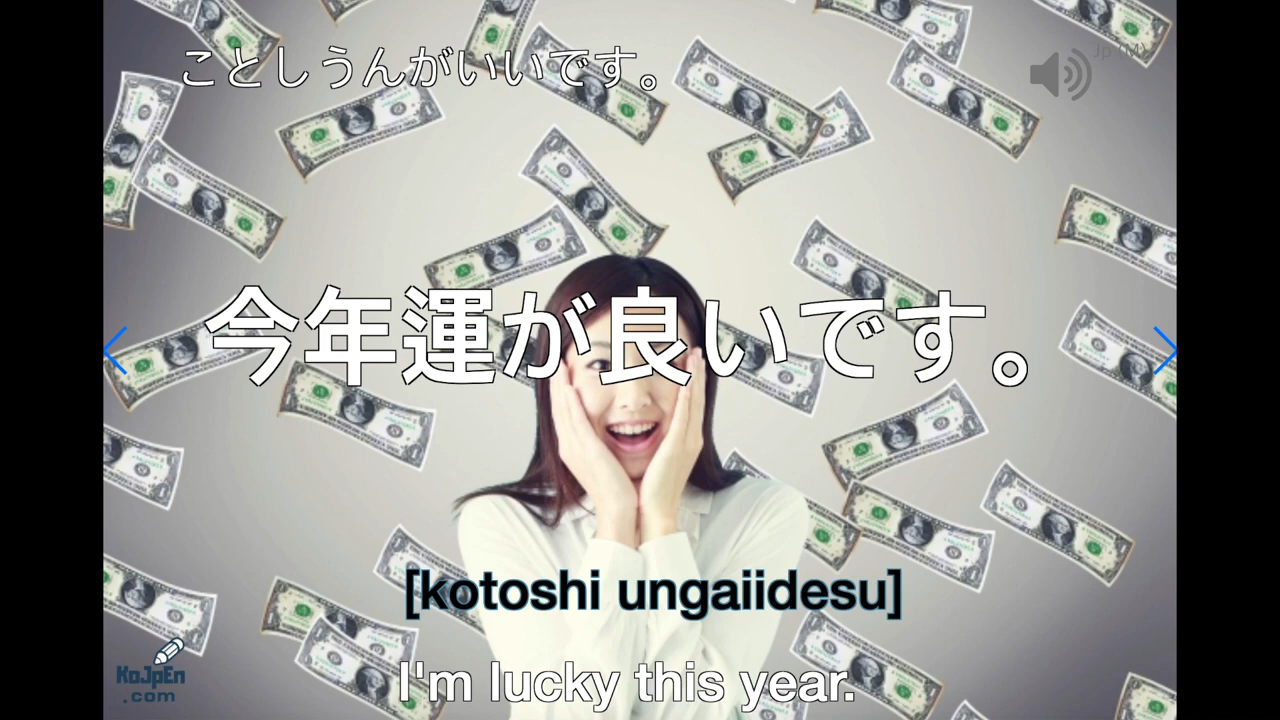 ことしうんがいいです。
Jp (M)
今年運が良いです。
[kotoshi ungaiidesu]
I'm lucky this year.
KoJpEn
.com